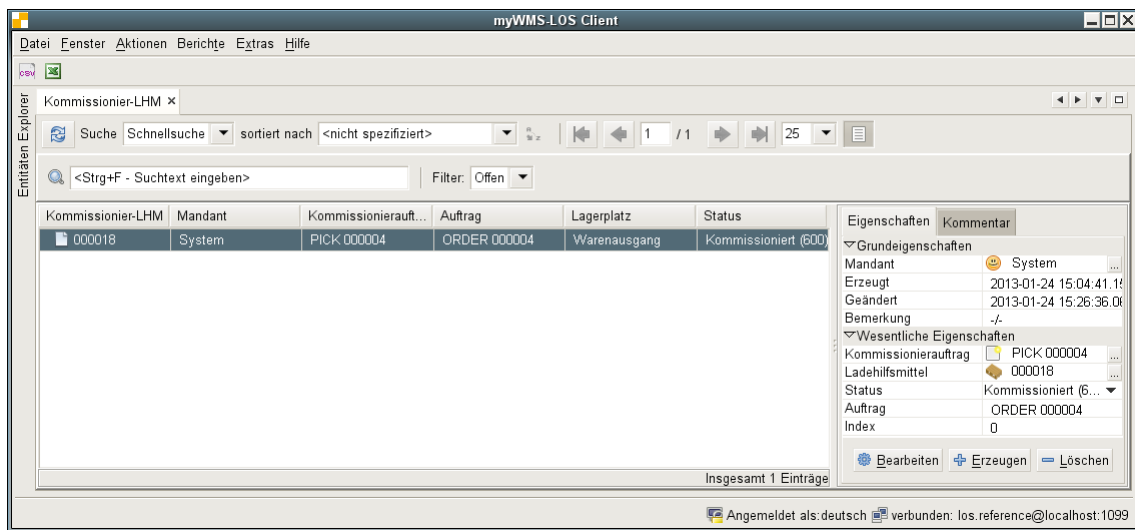 myWMS-LOS Client
Datei Fenster Aktionen Berichte Extras Hilfe
csv
Entitäten Explorer
Kommissionier-LHM
Suche Schnellsuche sortiert nach <nicht spezifiziert> 1 / 1 25
<Strg+F - Suchtext eingeben> Filter: Offen
Kommissionier-LHM Mandant Kommissionierauft... Auftrag Lagerplatz Status
000018 System PICK 000004 ORDER 000004 Warenausgang Kommissioniert (600)
Insgesamt 1 Einträge
Eigenschaften Kommentar
Grundeigenschaften
Mandant System ...
Erzeugt 2013-01-24 15:04:41.1
Geändert 2013-01-24 15:26:36.0
Bemerkung -/-
Wesentliche Eigenschaften
Kommissionierauftrag PICK 000004 ...
Ladehilfsmittel 000018 ...
Status Kommissioniert (6...
Auftrag ORDER 000004
Index 0
Bearbeiten Erzeugen Löschen
Angemeldet als:deutsch verbunden: los.reference@localhost:1099